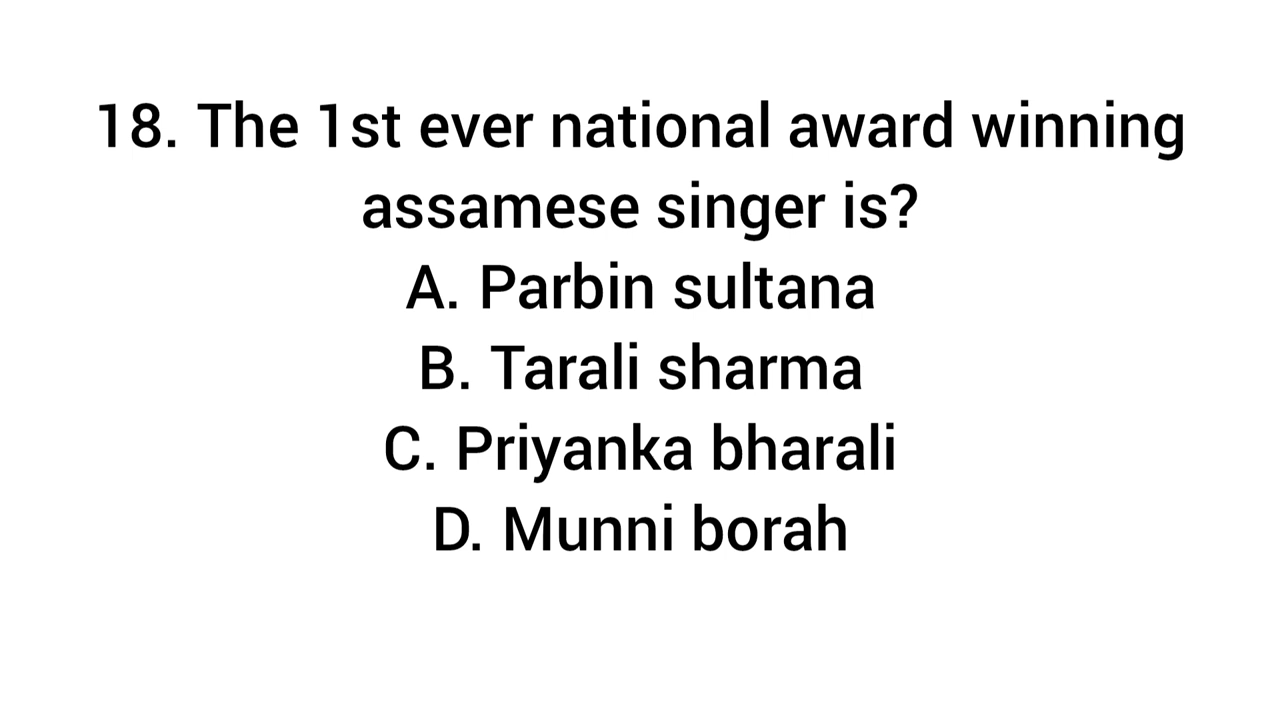 18. The 1st ever national award winning
assamese singer is?
A. Parbin sultana
B. Tarali sharma
C. Priyanka bharali
D. Munni borah